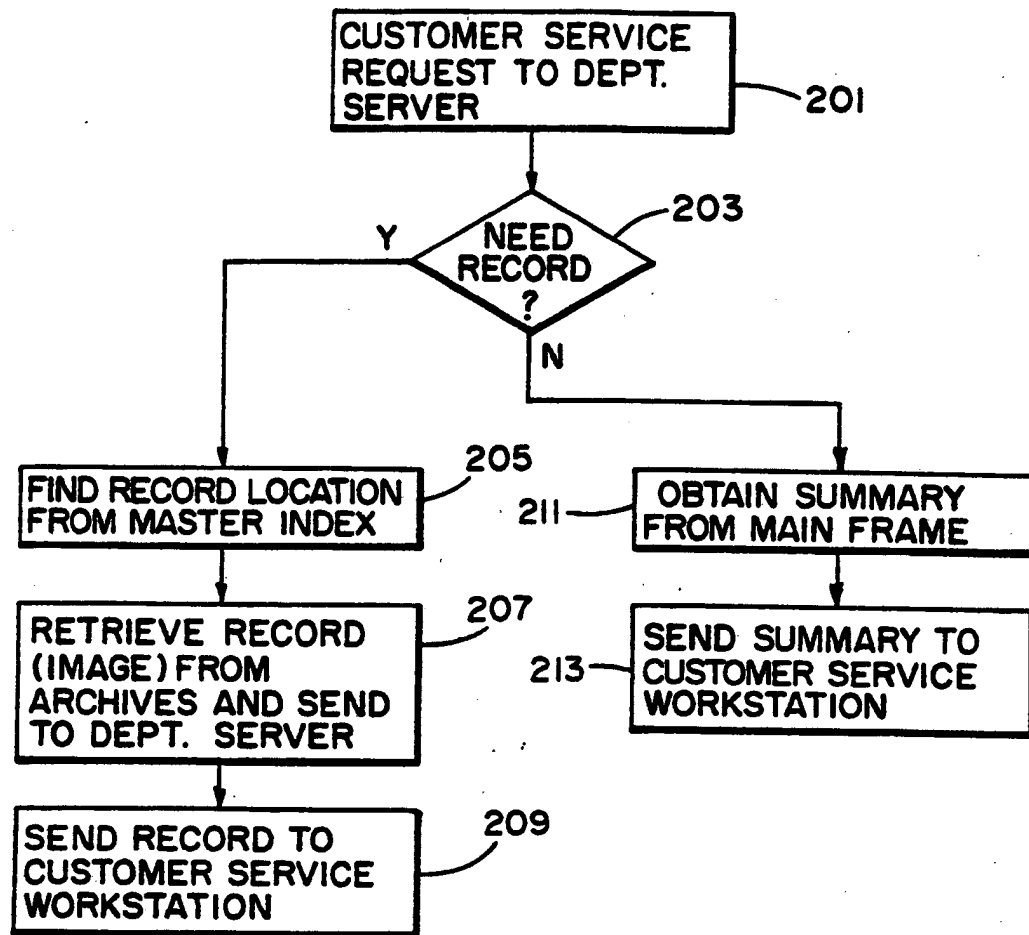 CUSTOMER SERVICE
REQUEST TO DEPT.
SERVER
201
203
NEED
RECORD
?
Y
N
205
FIND RECORD LOCATION
FROM MASTER INDEX
211
OBTAIN SUMMARY
FROM MAIN FRAME
207
RETRIEVE RECORD
(IMAGE) FROM
ARCHIVES AND SEND
TO DEPT. SERVER
213
SEND SUMMARY TO
CUSTOMER SERVICE
WORKSTATION
209
SEND RECORD TO
CUSTOMER SERVICE
WORKSTATION